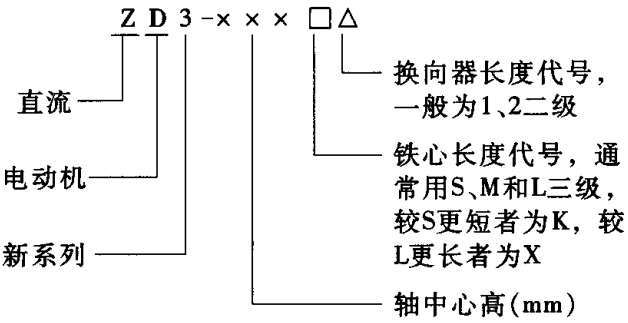 ZD3-×××□△
换向器长度代号，
一般为1、2二级
直流
铁心长度代号，通
常用S、M和L三级，
较S更短者为K，较
L更长者为X
电动机
新系列
轴中心高(mm)